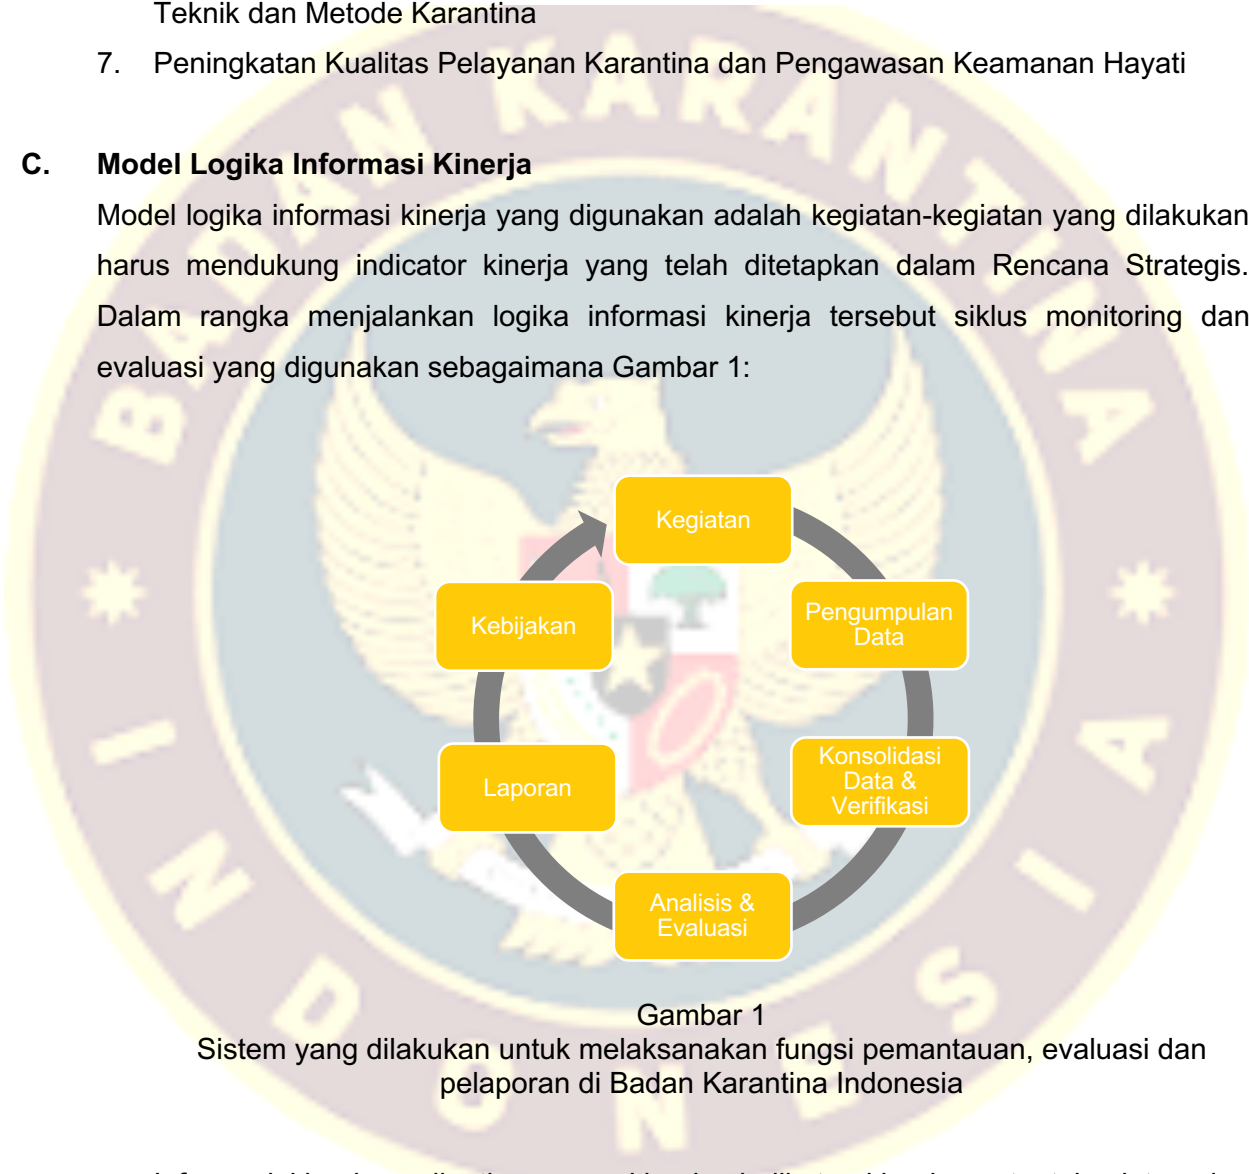 Teknik dan Metode Karantina
7. Peningkatan Kualitas Pelayanan Karantina dan Pengawasan Keamanan Hayati
C. Model Logika Informasi Kinerja
Model logika informasi kinerja yang digunakan adalah kegiatan-kegiatan yang dilakukan
harus mendukung indicator kinerja yang telah ditetapkan dalam Rencana Strategis.
Dalam rangka menjalankan logika informasi kinerja tersebut siklus monitoring dan
evaluasi yang digunakan sebagaimana Gambar 1:
Kegiatan
Pengumpulan
Data
Konsolidasi
Data &
Verifikasi
Analisis &
Evaluasi
Laporan
Kebijakan
Gambar 1
Sistem yang dilakukan untuk melaksanakan fungsi pemantauan, evaluasi dan
pelaporan di Badan Karantina Indonesia
BADAN KARANTINA
INDONESIA